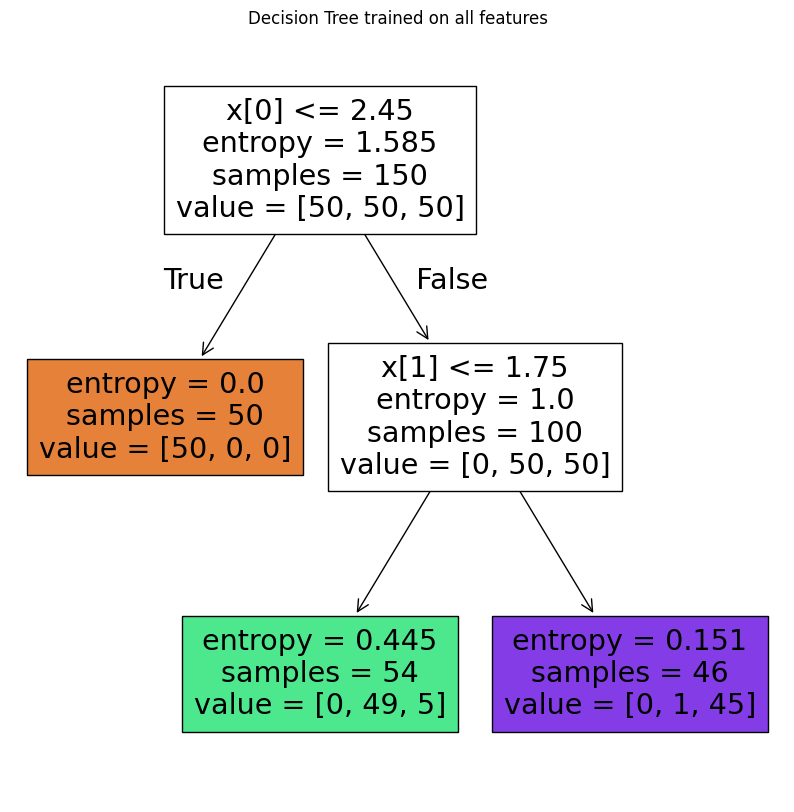 Decision Tree trained on all features
x[0] <= 2.45
entropy = 1.585
samples = 150
value = [50, 50, 50]
True
False
entropy = 0.0
samples = 50
value = [50, 0, 0]
x[1] <= 1.75
entropy = 1.0
samples = 100
value = [0, 50, 50]
entropy = 0.445
samples = 54
value = [0, 49, 5]
entropy = 0.151
samples = 46
value = [0, 1, 45]